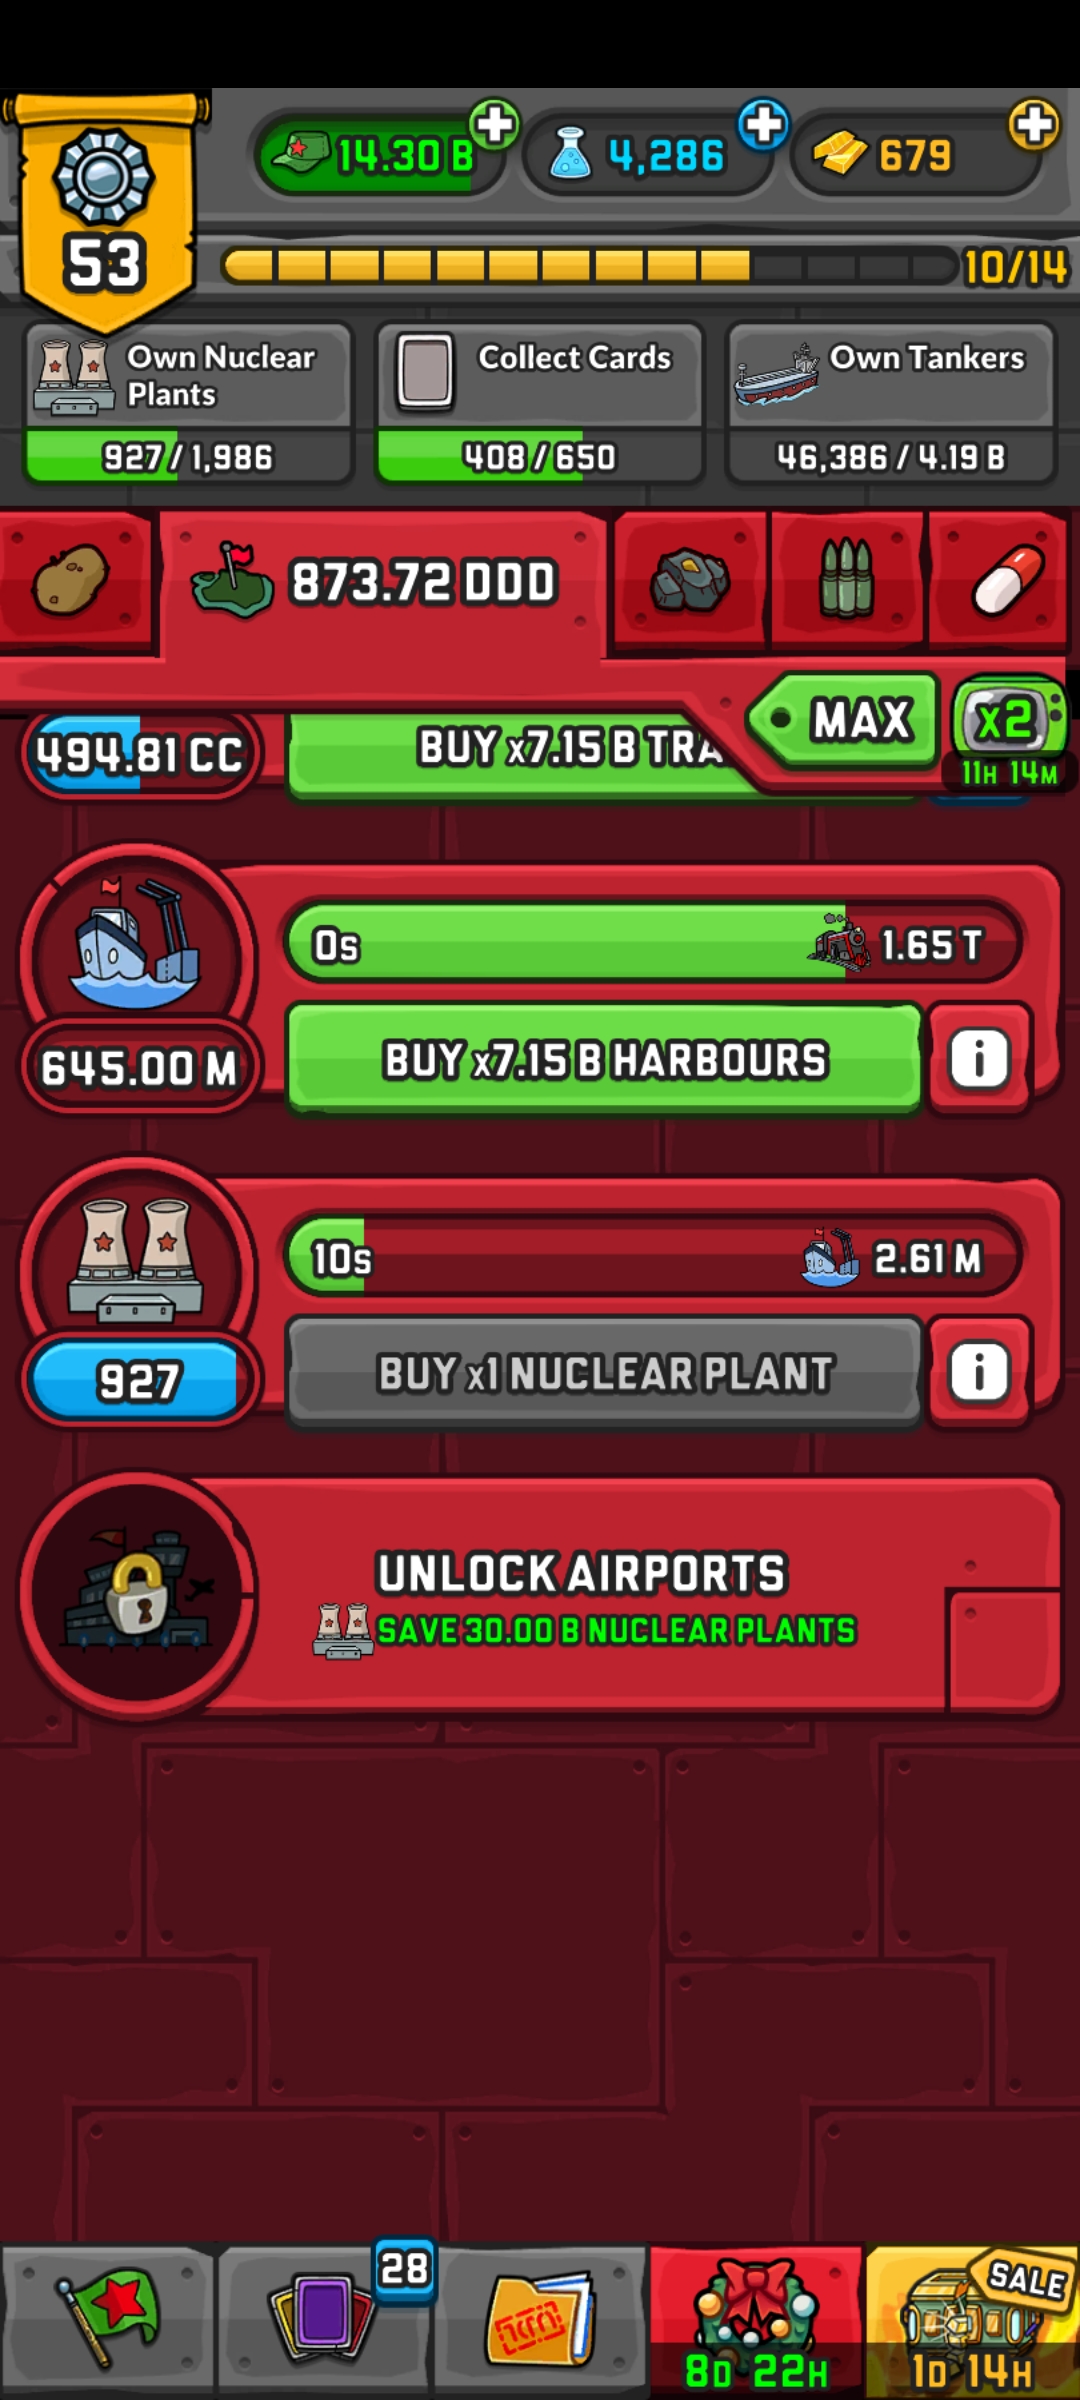 14.30 B
4,286
679
53
10/14
Own Nuclear
Plants
Collect Cards
Own Tankers
927 / 1,986
408 / 650
46,386 / 4.19 B
873.72 DDD
MAX
x2
11H 14M
494.81 CC
BUY x7.15 B TRA
0s
1.65 T
645.00 M
BUY x7.15 B HARBOURS
i
10s
2.61 M
927
BUY x1 NUCLEAR PLANT
i
UNLOCK AIRPORTS
SAVE 30.00 B NUCLEAR PLANTS
28
SALE
8D 22H
1D 14H